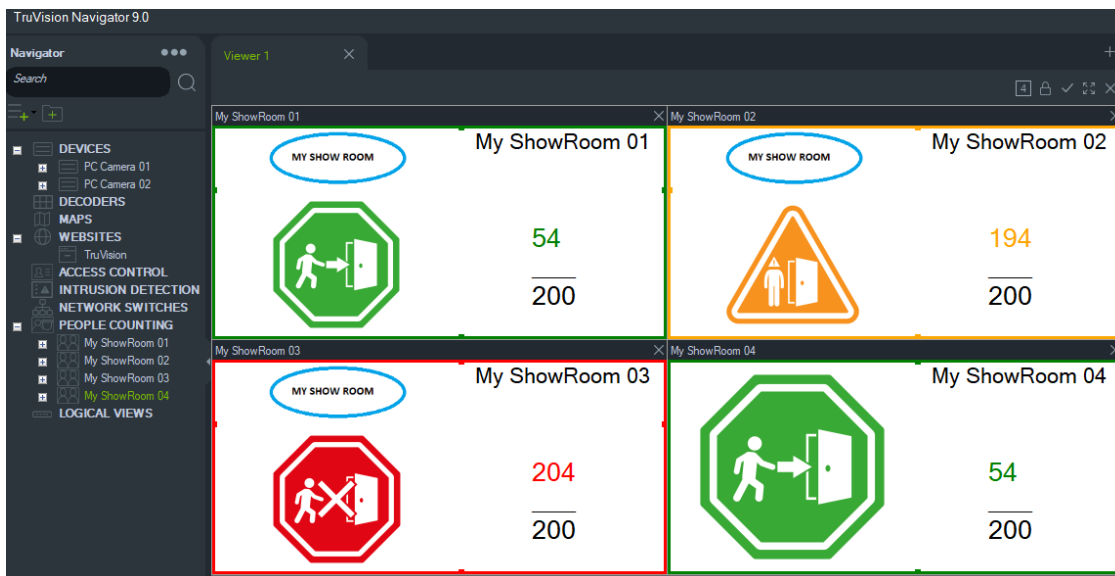 TruVision Navigator 9.0
Navigator
Search
DEVICES
PC Camera 01
PC Camera 02
DECODERS
MAPS
WEBSITES
TruVision
ACCESS CONTROL
INTRUSION DETECTION
NETWORK SWITCHES
PEOPLE COUNTING
My ShowRoom 01
My ShowRoom 02
My ShowRoom 03
My ShowRoom 04
LOGICAL VIEWS
Viewer 1
4
My ShowRoom 01
MY SHOW ROOM
My ShowRoom 01
54
200
My ShowRoom 02
MY SHOW ROOM
My ShowRoom 02
194
200
My ShowRoom 03
MY SHOW ROOM
My ShowRoom 03
204
200
My ShowRoom 04
My ShowRoom 04
54
200